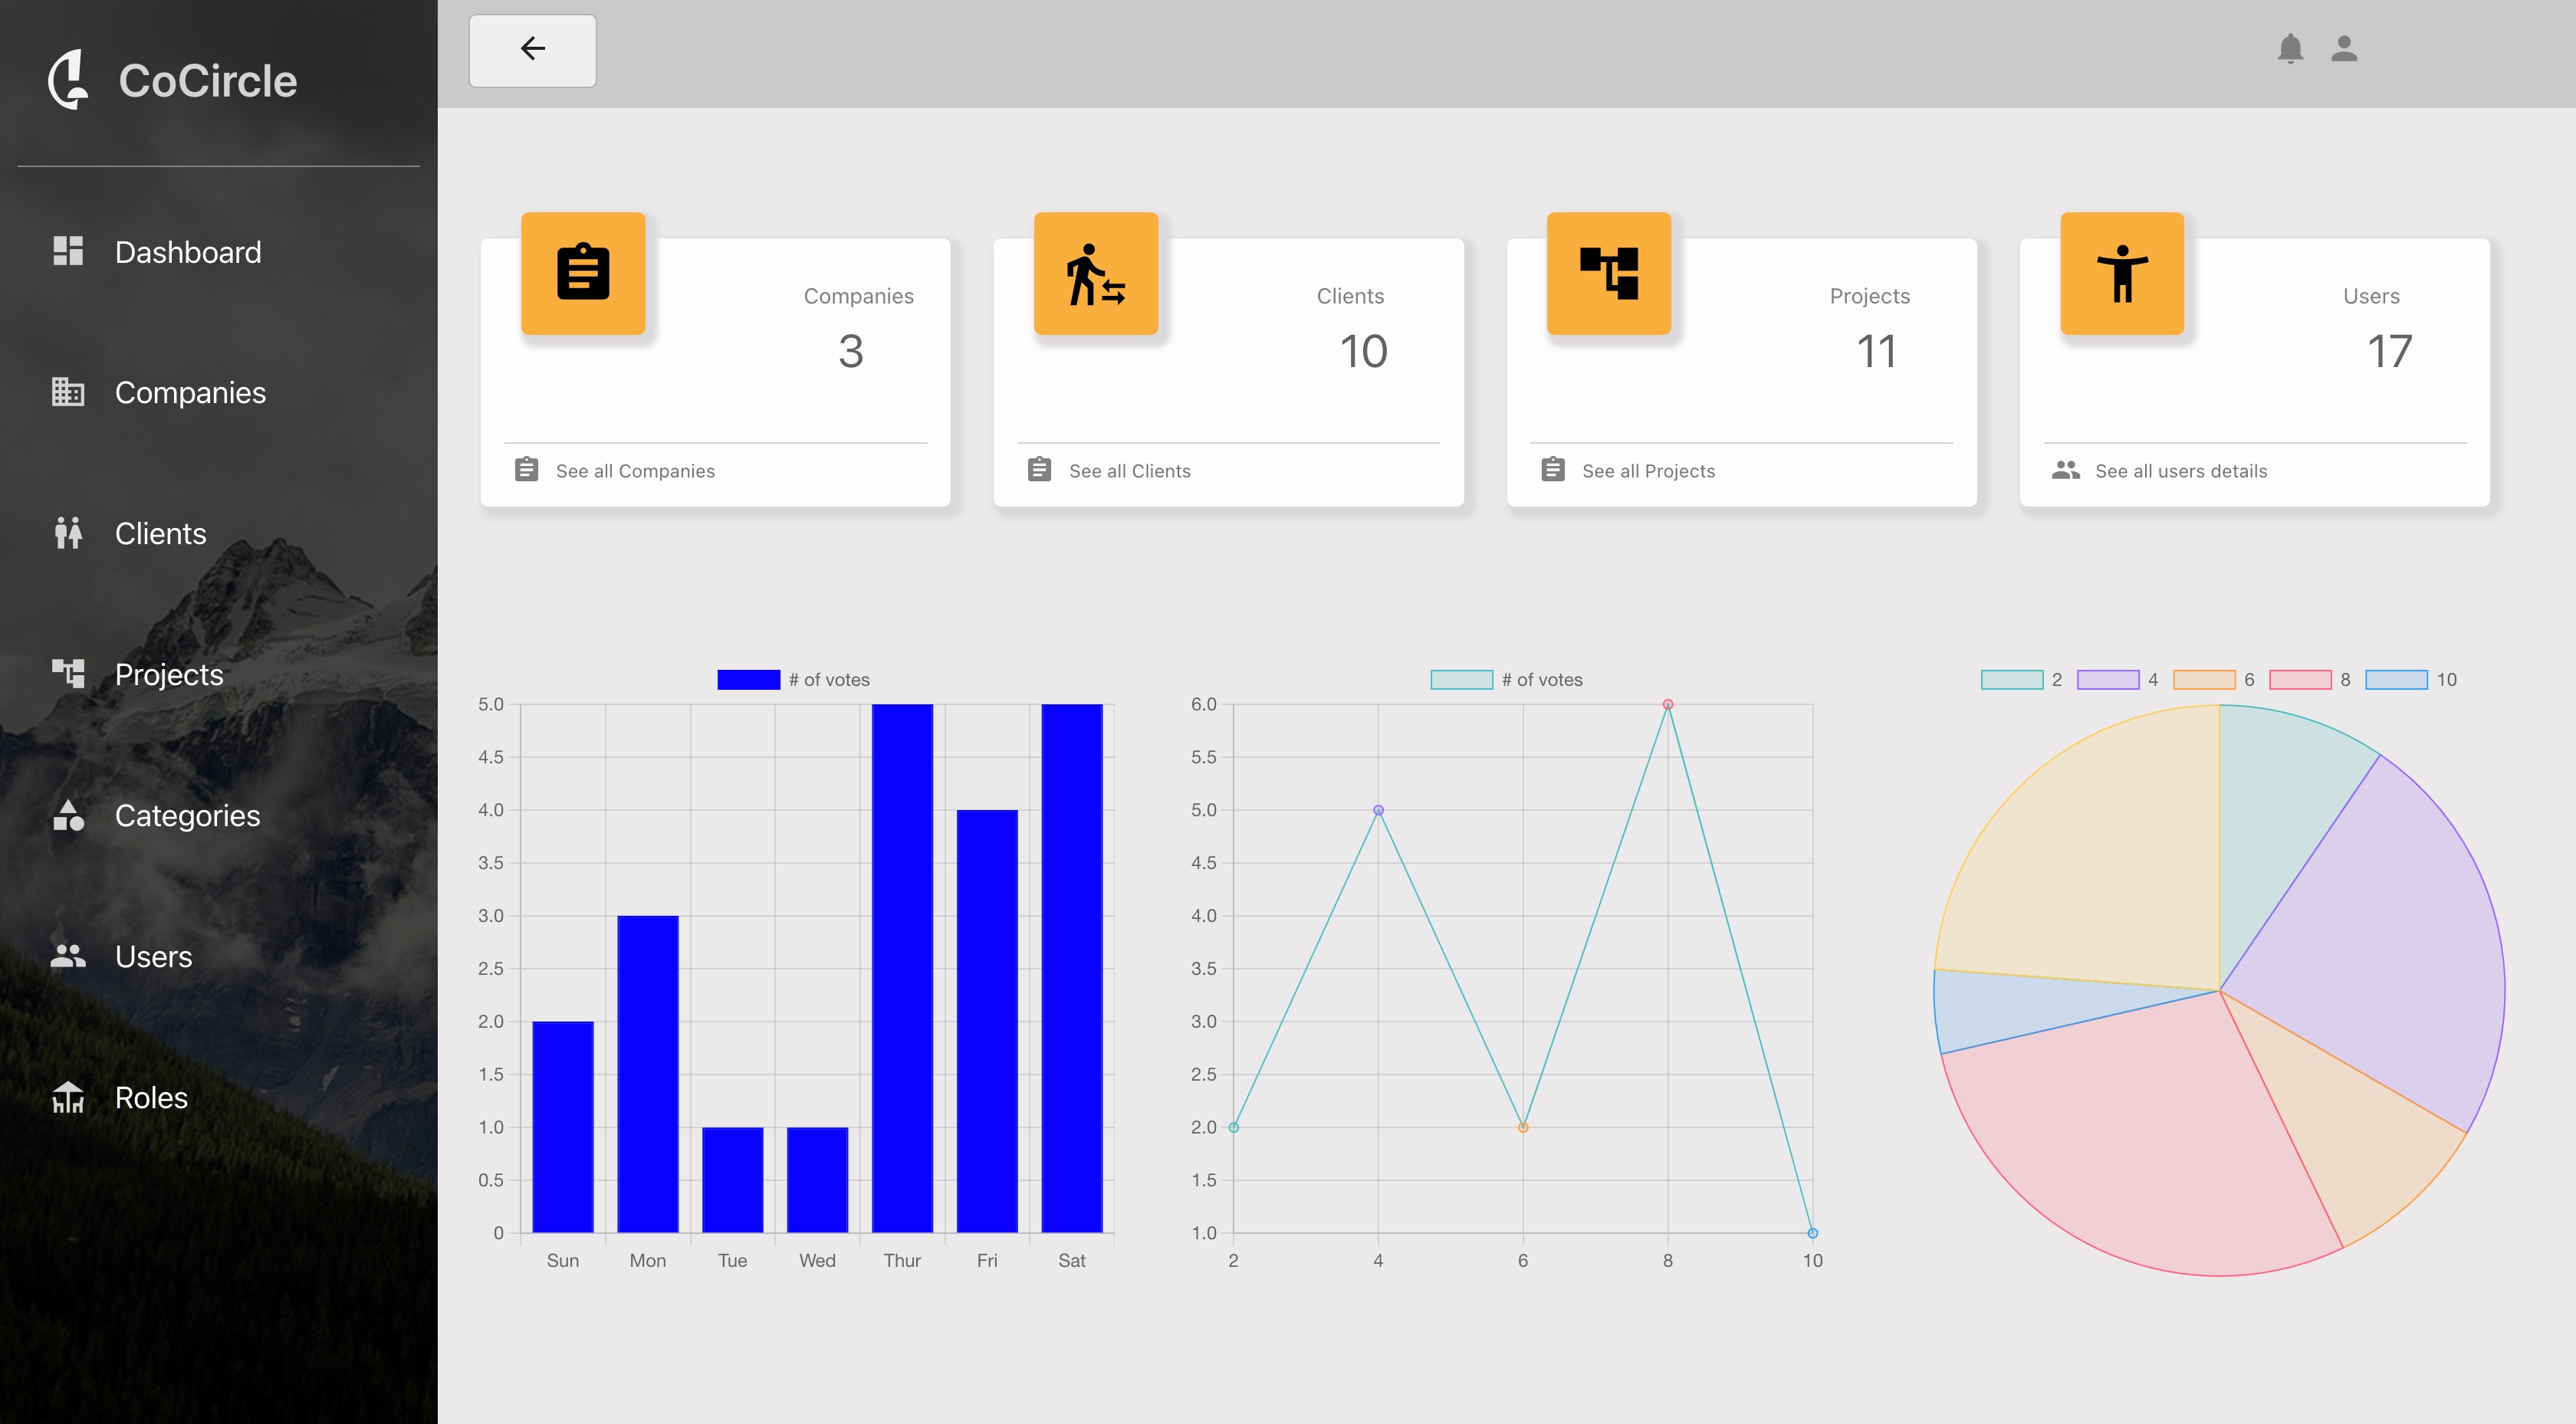 CoCircle
Dashboard
Companies
Clients
Projects
Categories
Users
Roles
Companies
3
See all Companies
Clients
10
See all Clients
Projects
11
See all Projects
Users
17
See all users details
# of votes
5.0
4.5
4.0
3.5
3.0
2.5
2.0
1.5
1.0
0.5
0
Sun Mon Tue Wed Thur Fri Sat
# of votes
6.0
5.5
5.0
4.5
4.0
3.5
3.0
2.5
2.0
1.5
1.0
2 4 6 8 10
2 4 6 8 10